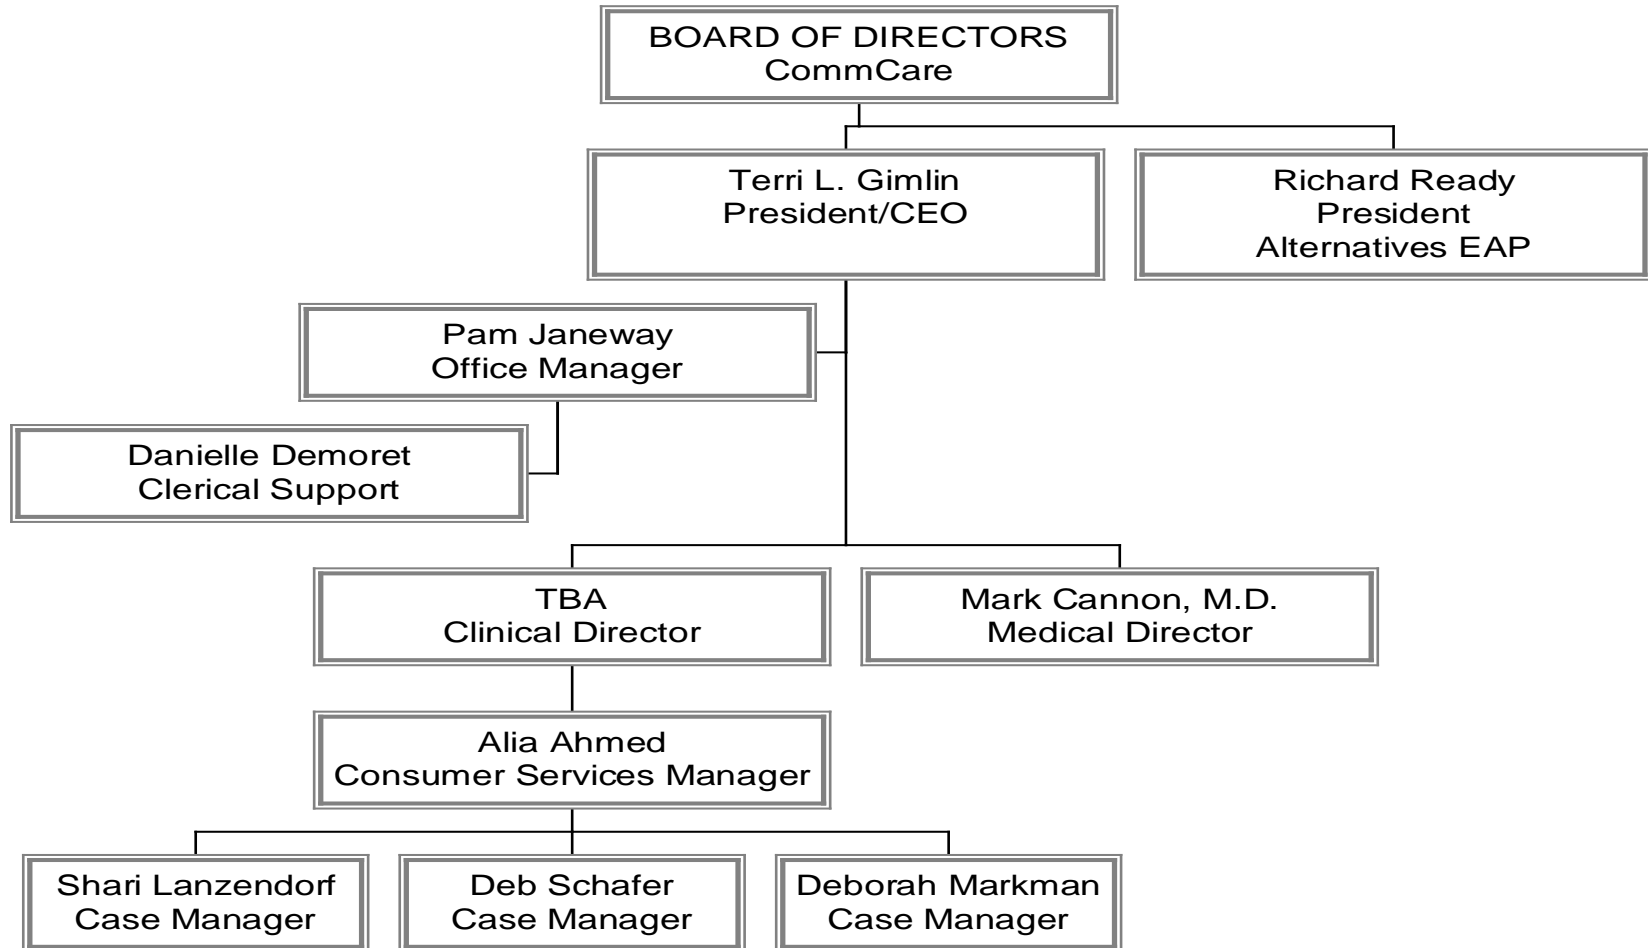 BOARD OF DIRECTORS
CommCare
Terri L. Gimlin
President/CEO
Richard Ready
President
Alternatives EAP
Pam Janeway
Office Manager
Danielle Demoret
Clerical Support
TBA
Clinical Director
Mark Cannon, M.D.
Medical Director
Alia Ahmed
Consumer Services Manager
Shari Lanzendorf
Case Manager
Deb Schafer
Case Manager
Deborah Markman
Case Manager